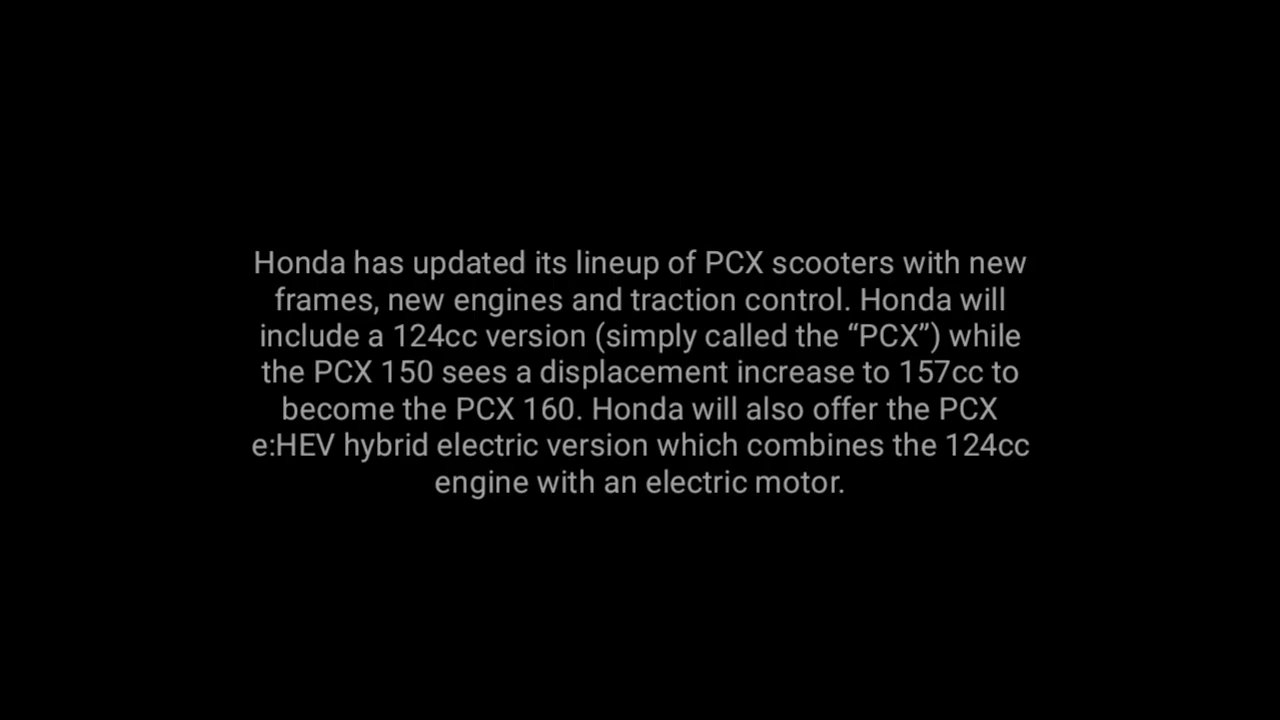 Honda has updated its lineup of PCX scooters with new
frames, new engines and traction control. Honda will
include a 124cc version (simply called the “PCX”) while
the PCX 150 sees a displacement increase to 157cc to
become the PCX 160. Honda will also offer the PCX
e:HEV hybrid electric version which combines the 124cc
engine with an electric motor.